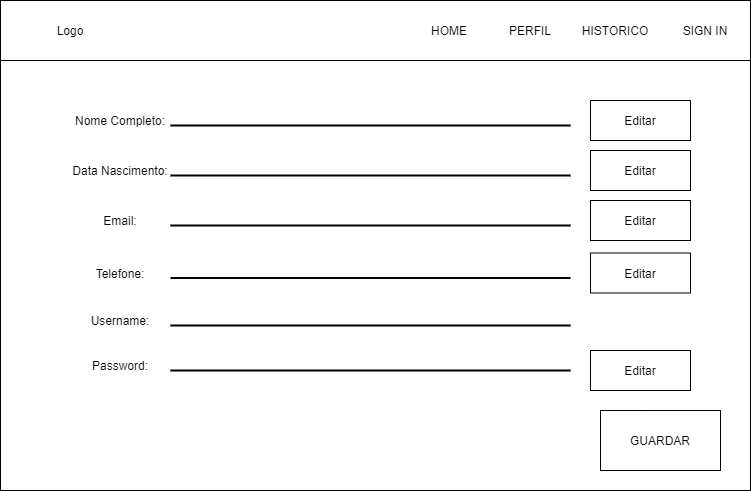 Logo HOME PERFIL HISTORICO SIGN IN
Nome Completo: Editar
Data Nascimento: Editar
Email: Editar
Telefone: Editar
Username:
Password: Editar
GUARDAR